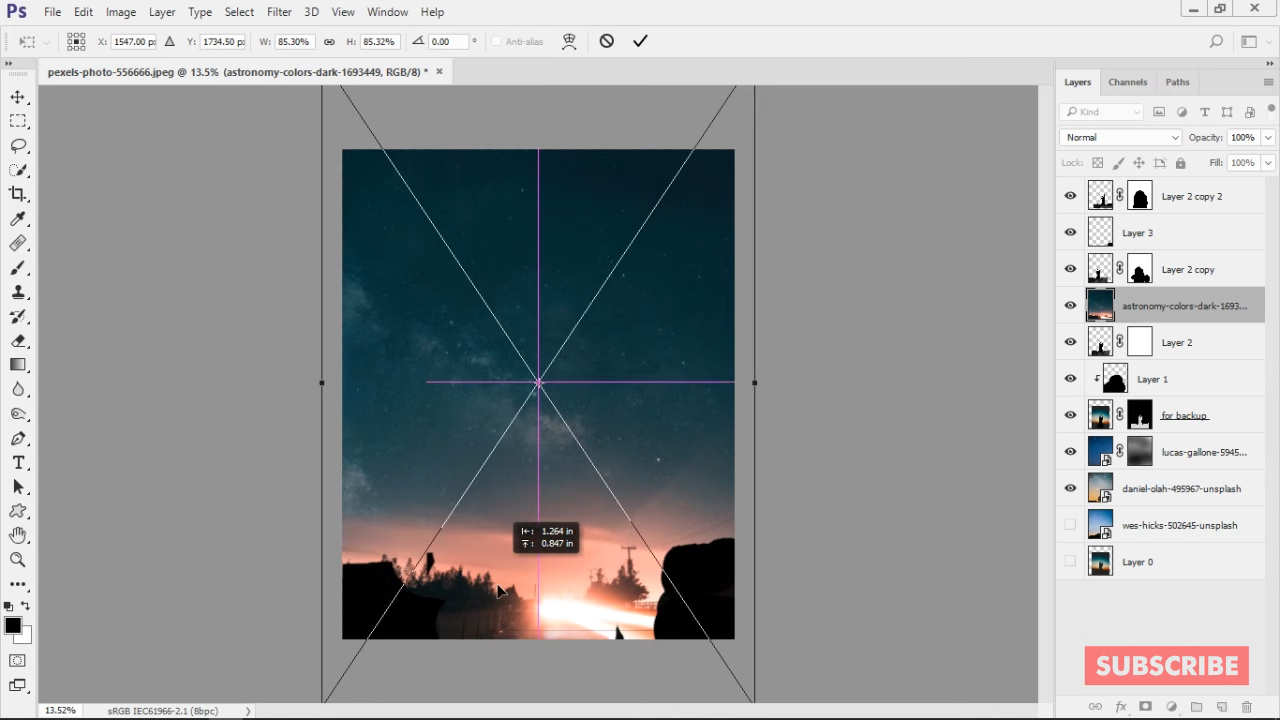 Ps File Edit Image Layer Type Select Filter 3D View Window Help
X: 1547.00 p: Y: 1734.50 p: W: 85.30% H: 85.32% 0.00 ° Anti-alias
pexels-photo-556666.jpeg @ 13.5% (astronomy-colors-dark-1693449, RGB/8) * ×
Layers Channels Paths
Kind
Normal Opacity: 100%
Lock: Fill: 100%
Layer 2 copy 2
Layer 3
Layer 2 copy
astronomy-colors-dark-1693...
Layer 2
Layer 1
for backup
lucas-gallone-5945...
daniel-olah-495967-unsplash
wes-hicks-502645-unsplash
Layer 0
1.264 in
0.847 in
SUBSCRIBE
13.52% sRGB IEC61966-2.1 (8bpc)